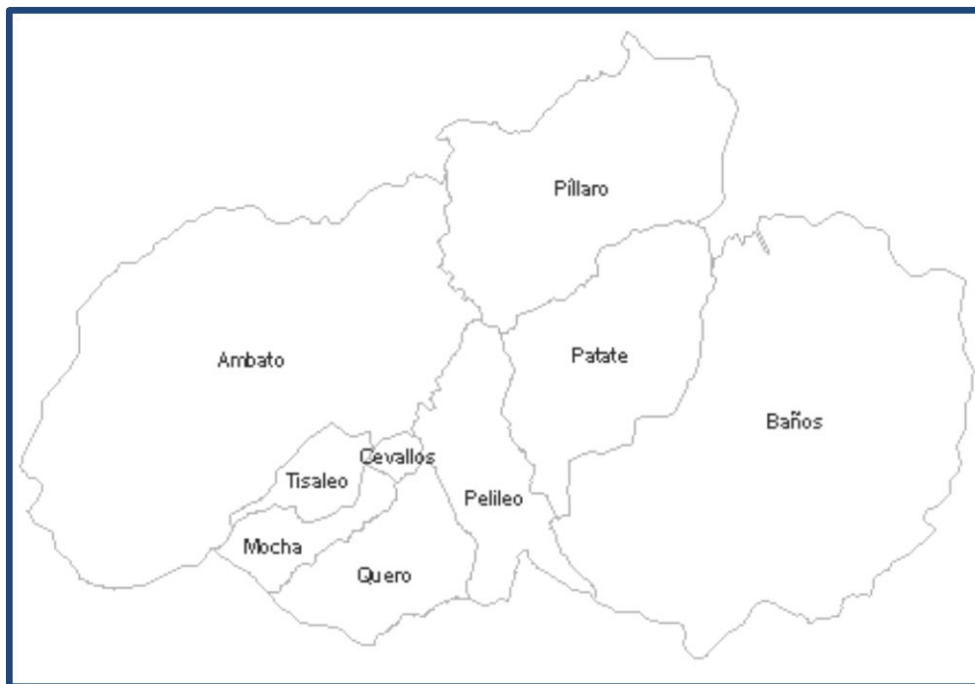 Píllaro
Ambato
Patate
Baños
Cevallos
Tisaleo
Pelileo
Mocha
Quero